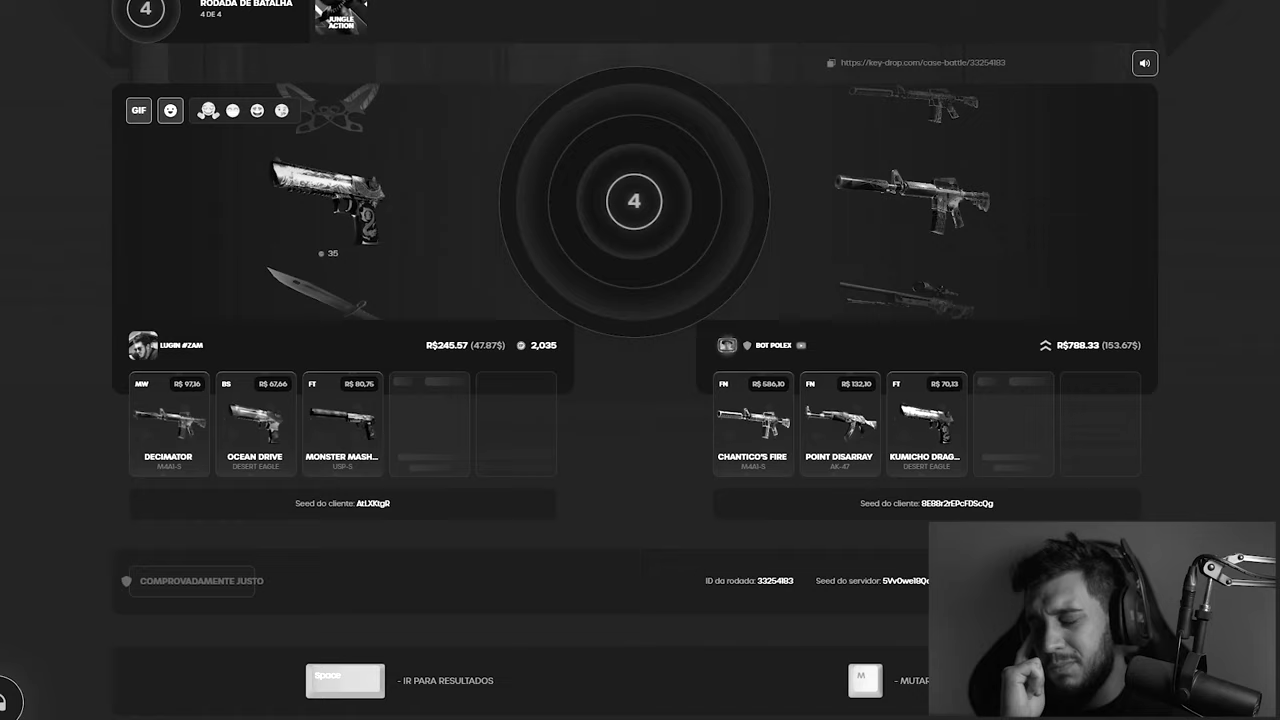 4
RODADA DE BATALHA
4 DE 4
JUNGLE
ACTION
https://key-drop.com/case-battle/33254183
GIF
4
35
LUGIN #ZAM
R$245.57 (47.87$)
2,035
BOT POLEX
R$788.33 (153.67$)
MW
R$ 97,16
BS
R$ 67,66
FT
R$ 80,75
FN
R$ 586,10
FN
R$ 132,10
FT
R$ 70,13
DECIMATOR
M4A1-S
OCEAN DRIVE
DESERT EAGLE
MONSTER MASH...
USP-S
CHANTICO'S FIRE
M4A1-S
POINT DISARRAY
AK-47
KUMICHO DRAG...
DESERT EAGLE
Seed do cliente: AtLXKtgR
Seed do cliente: 8E88r2rEPcFDScQg
COMPROVADAMENTE JUSTO
ID da rodada: 33254183
Seed do servidor:
Space
- IR PARA RESULTADOS
M
- MUTAR